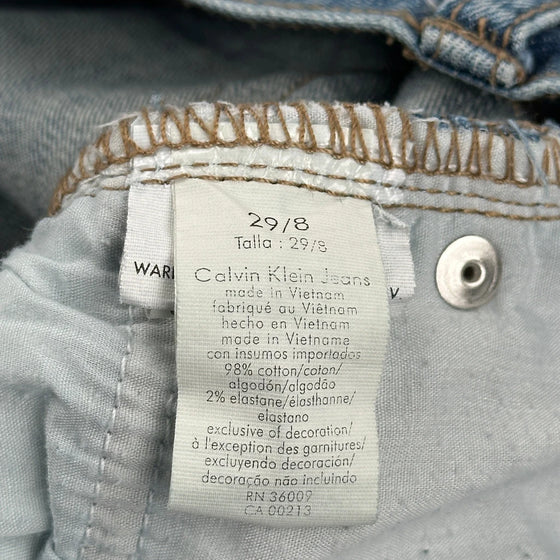 29/8
Talla : 29/8
Calvin Klein Jeans
made in Vietnam
fabriqué au Viêtnam
hecho en Vietnam
made in Vietname
con insumos importados
98% cotton/coton/
algodón/algodão
2% elastane/élasthanne/
elastano
exclusive of decoration/
à l'exception des garnitures/
excluyendo decoración/
decoração não incluido
RN 36009
CA 00213